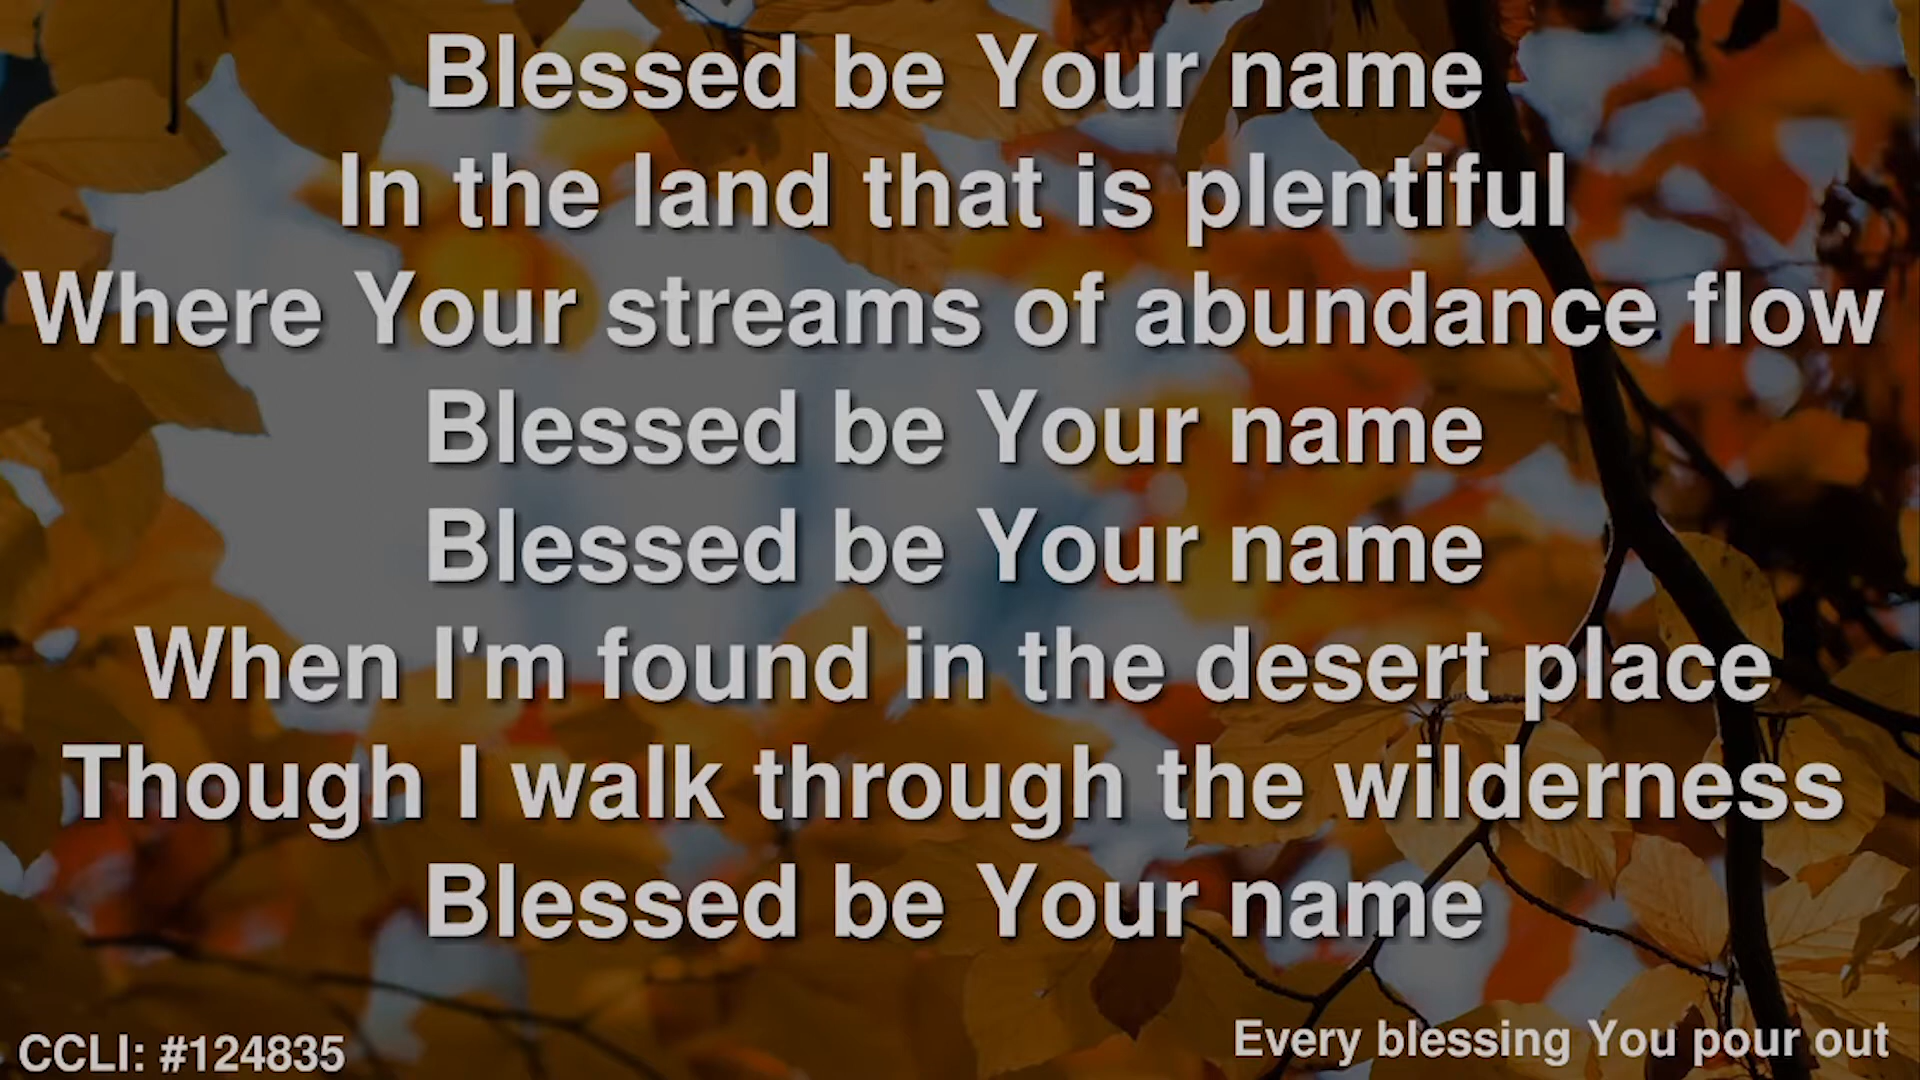 Blessed be Your name
In the land that is plentiful
Where Your streams of abundance flow
Blessed be Your name
Blessed be Your name
When I'm found in the desert place
Though I walk through the wilderness
Blessed be Your name
CCLI: #124835
Every blessing You pour out